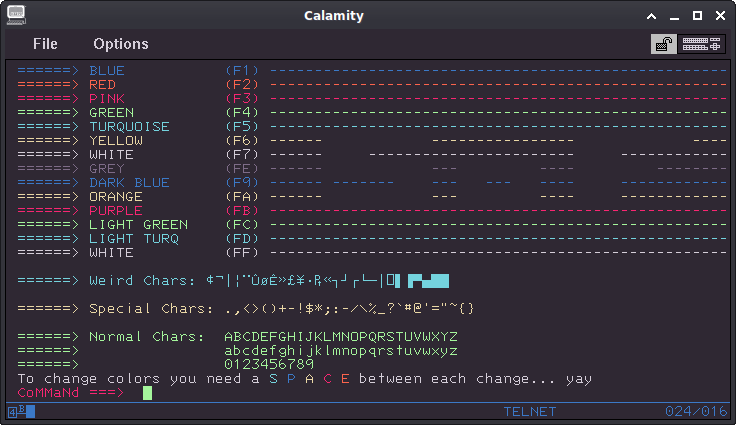 Calamity
File Options
======> BLUE (F1) ----------------------------------------------------------
======> RED (F2) ----------------------------------------------------------
======> PINK (F3) ----------------------------------------------------------
======> GREEN (F4) ----------------------------------------------------------
======> TURQUOISE (F5) ----------------------------------------------------------
======> YELLOW (F6) ------ ------------------ ----
======> WHITE (F7) ------ ------------------------- --------------
======> GREY (FE) --- ---
======> DARK BLUE (F9) ------- -------- --- --- ---- --------------
======> ORANGE (FA) ------ ------------------ ----
======> PURPLE (FB) ----------------------------------------------------------
======> LIGHT GREEN (FC) ----------------------------------------------------------
======> LIGHT TURQ (FD) ----------------------------------------------------------
======> WHITE (FF) ----------------------------------------------------------
======> Weird Chars: ¢¬|¦¨ÛøÊ»£¥·₧«┐┘┌└─│
======> Special Chars: .,<>()+-!$*;:-/\%_?`#@'="~{}
======> Normal Chars: ABCDEFGHIJKLMNOPQRSTUVWXYZ
======> abcdefghijklmnopqrstuvwxyz
======> 0123456789
To change colors you need a S P A C E between each change... yay
CoMMaNd ===>
4B TELNET 024/016